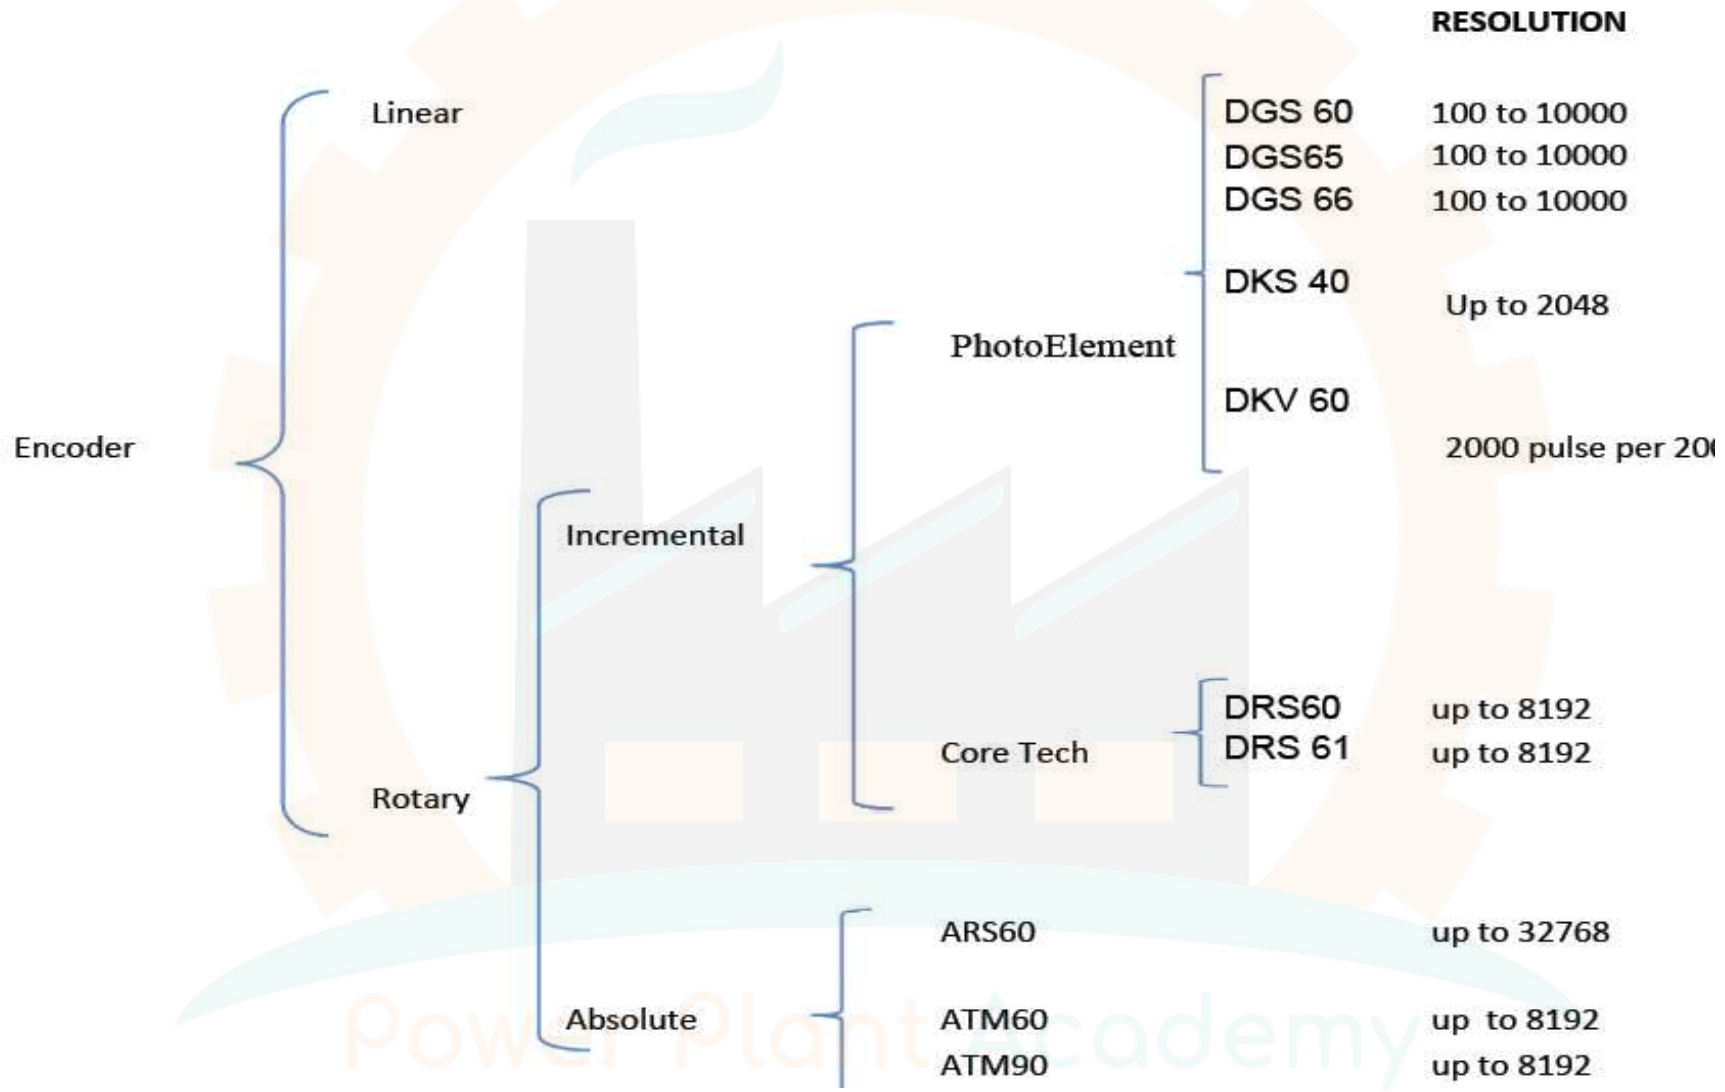 RESOLUTION
Linear
DGS 60 100 to 10000
DGS65 100 to 10000
DGS 66 100 to 10000
DKS 40
Up to 2048
PhotoElement
DKV 60
Encoder
2000 pulse per
Incremental
DRS60 up to 8192
DRS 61 up to 8192
Core Tech
Rotary
ARS60 up to 32768
Absolute
ATM60 up to 8192
ATM90 up to 8192
Power Plant Academy